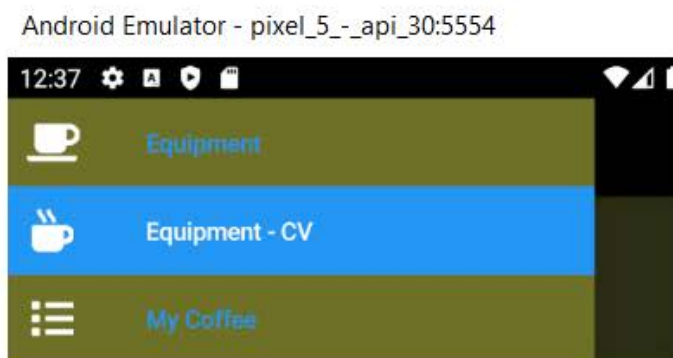 Android Emulator - pixel_5_-_api_30:5554
12:37 A
Equipment
Equipment - CV
My Coffee